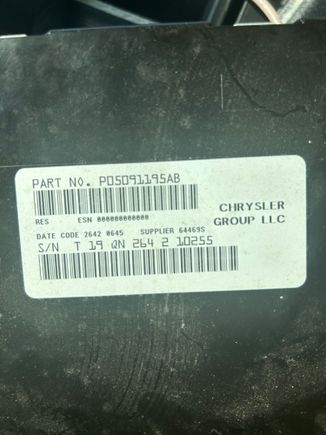 PART NO. P05091195AB
RES ESN 000000000000
CHRYSLER
GROUP LLC
DATE CODE 2642 0645 SUPPLIER 64469S
S/N T 19 QN 264 2 10255